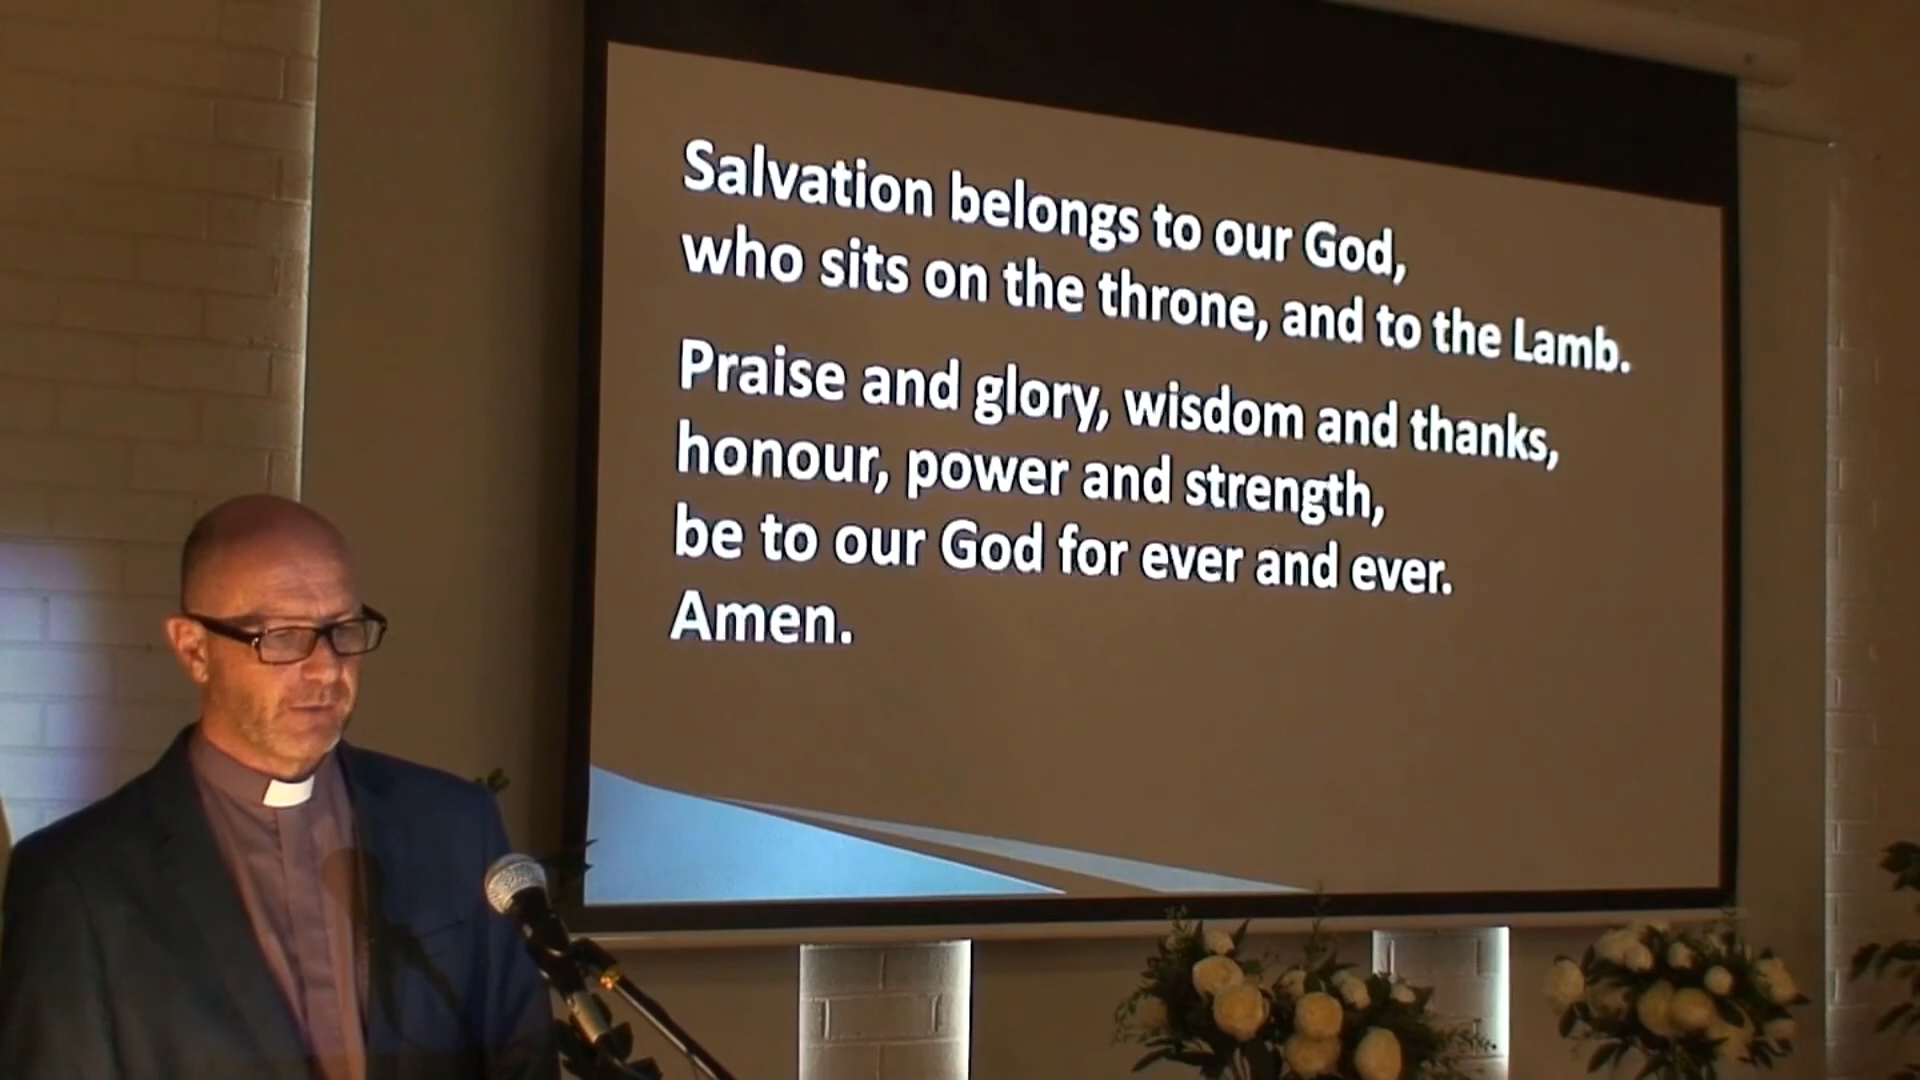 Salvation belongs to our God,
who sits on the throne, and to the Lamb.
Praise and glory, wisdom and thanks,
honour, power and strength,
be to our God for ever and ever.
Amen.